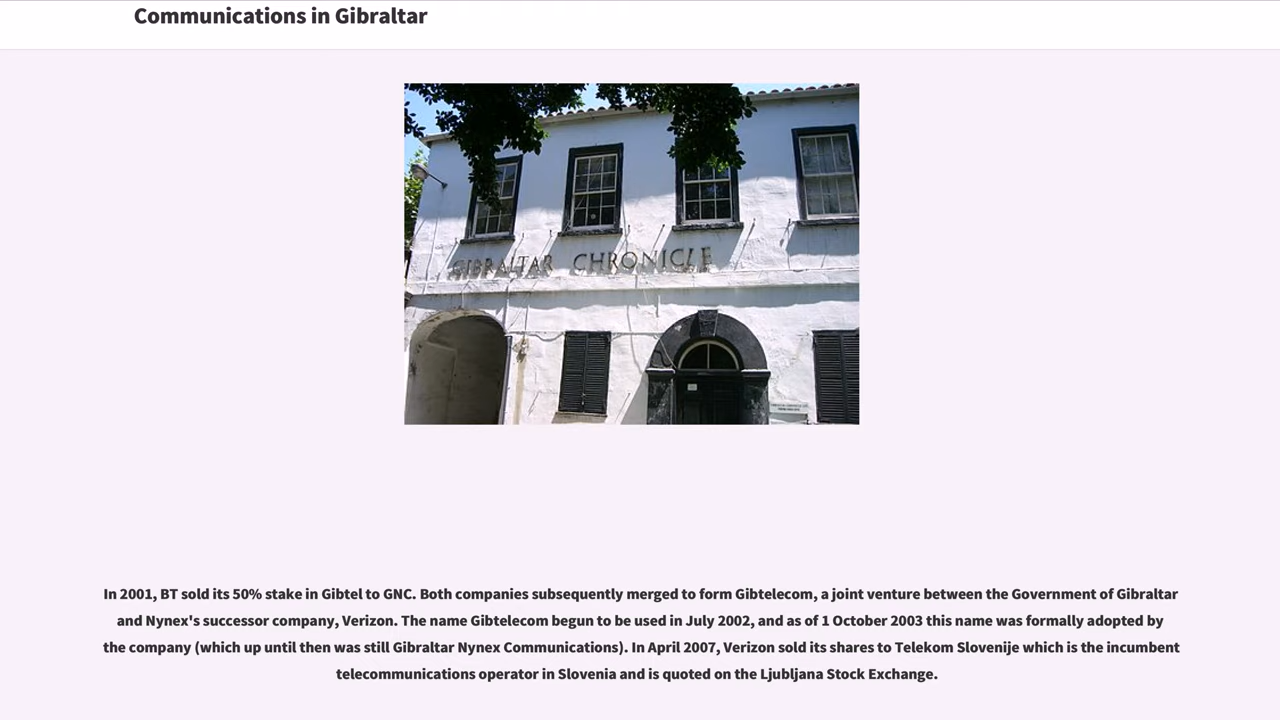 Communications in Gibraltar
GIBRALTAR CHRONICLE
In 2001, BT sold its 50% stake in Gibtel to GNC. Both companies subsequently merged to form Gibtelecom, a joint venture between the Government of Gibraltar
and Nynex's successor company, Verizon. The name Gibtelecom begun to be used in July 2002, and as of 1 October 2003 this name was formally adopted by
the company (which up until then was still Gibraltar Nynex Communications). In April 2007, Verizon sold its shares to Telekom Slovenije which is the incumbent
telecommunications operator in Slovenia and is quoted on the Ljubljana Stock Exchange.